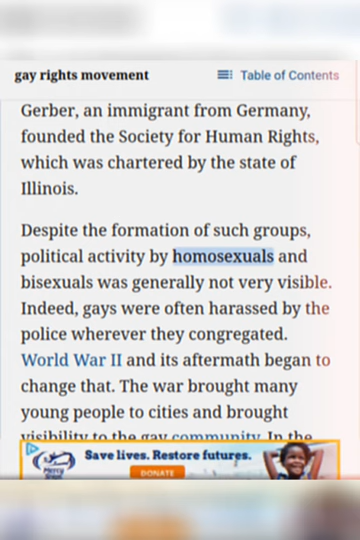 gay rights movement
Table of Contents
Gerber, an immigrant from Germany,
founded the Society for Human Rights,
which was chartered by the state of
Illinois.
Despite the formation of such groups,
political activity by homosexuals and
bisexuals was generally not very visible.
Indeed, gays were often harassed by the
police wherever they congregated.
World War II and its aftermath began to
change that. The war brought many
young people to cities and brought
visibility to the gay community. In the
Mercy Ships
Save lives. Restore futures.
DONATE